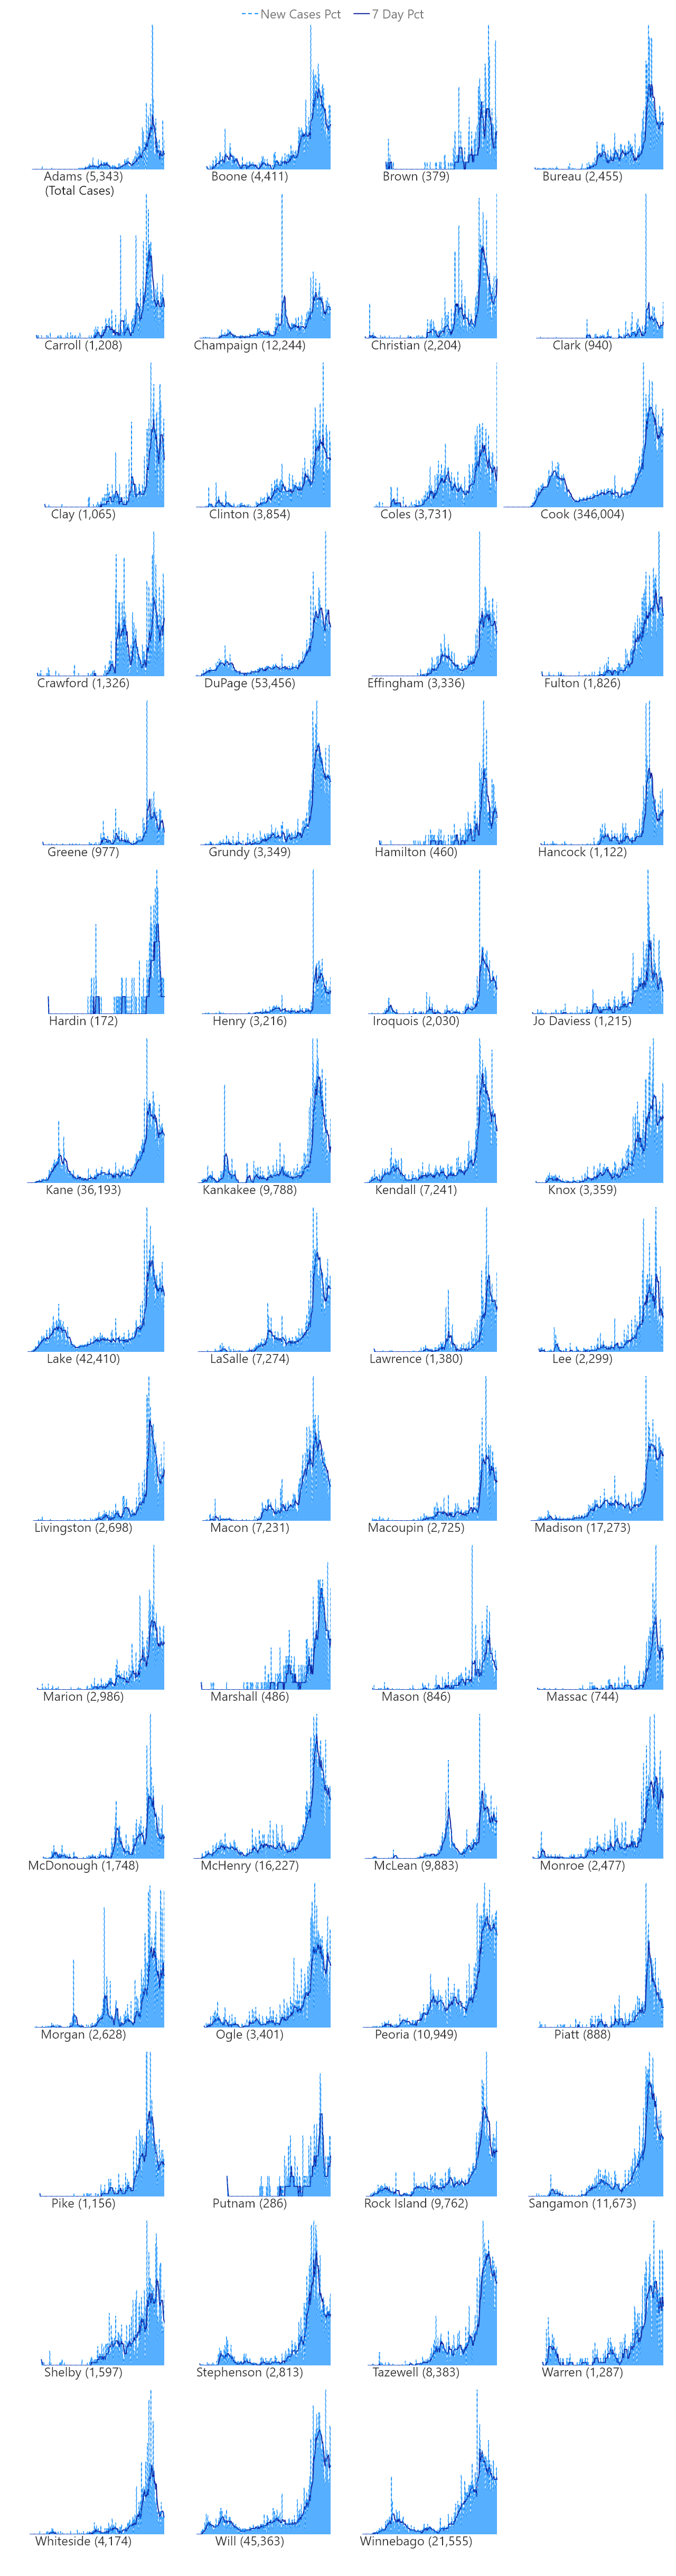 New Cases Pct 7 Day Pct
Adams (5,343) Boone (4,411) Brown (379) Bureau (2,455)
(Total Cases)
Carroll (1,208) Champaign (12,244) Christian (2,204) Clark (940)
Clay (1,065) Clinton (3,854) Coles (3,731) Cook (346,004)
Crawford (1,326) DuPage (53,456) Effingham (3,336) Fulton (1,826)
Greene (977) Grundy (3,349) Hamilton (460) Hancock (1,122)
Hardin (172) Henry (3,216) Iroquois (2,030) Jo Daviess (1,215)
Kane (36,193) Kankakee (9,788) Kendall (7,241) Knox (3,359)
Lake (42,410) LaSalle (7,274) Lawrence (1,380) Lee (2,299)
Livingston (2,698) Macon (7,231) Macoupin (2,725) Madison (17,273)
Marion (2,986) Marshall (486) Mason (846) Massac (744)
McDonough (1,748) McHenry (16,227) McLean (9,883) Monroe (2,477)
Morgan (2,628) Ogle (3,401) Peoria (10,949) Piatt (888)
Pike (1,156) Putnam (286) Rock Island (9,762) Sangamon (11,673)
Shelby (1,597) Stephenson (2,813) Tazewell (8,383) Warren (1,287)
Whiteside (4,174) Will (45,363) Winnebago (21,555)